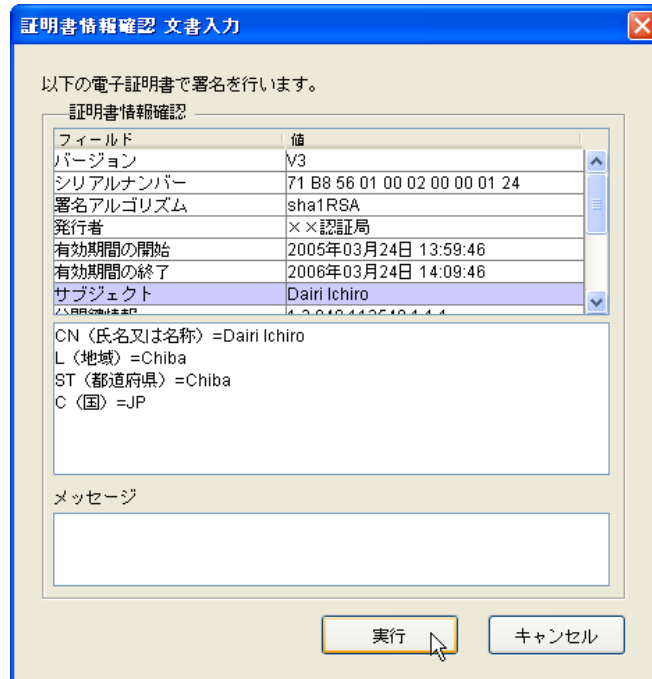 証明書情報確認 文書入力
以下の電子証明書で署名を行います。
証明書情報確認
フィールド 値
バージョン V3
シリアルナンバー 71 B8 56 01 00 02 00 00 01 24
署名アルゴリズム sha1RSA
発行者 ××認証局
有効期間の開始 2005年03月24日 13:59:46
有効期間の終了 2006年03月24日 14:09:46
サブジェクト Dairi Ichiro
CN（氏名又は名称）=Dairi Ichiro
L（地域）=Chiba
ST（都道府県）=Chiba
C（国）=JP
メッセージ
実行 キャンセル